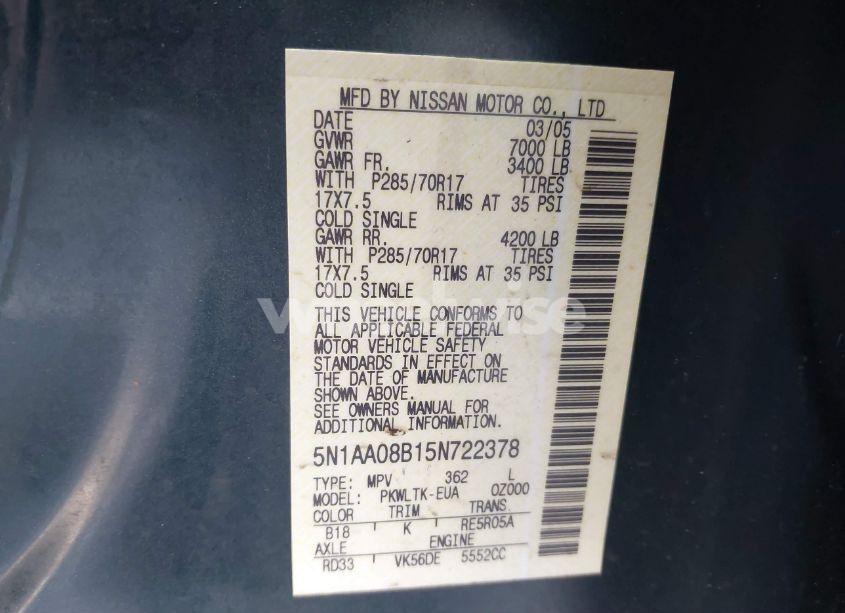 MFD BY NISSAN MOTOR CO., LTD
DATE 03/05
GVWR 7000 LB
GAWR FR. 3400 LB
WITH P285/70R17 TIRES
17X7.5 RIMS AT 35 PSI
COLD SINGLE
GAWR RR. 4200 LB
WITH P285/70R17 TIRES
17X7.5 RIMS AT 35 PSI
COLD SINGLE
THIS VEHICLE CONFORMS TO
ALL APPLICABLE FEDERAL
MOTOR VEHICLE SAFETY
STANDARDS IN EFFECT ON
THE DATE OF MANUFACTURE
SHOWN ABOVE.
SEE OWNERS MANUAL FOR
ADDITIONAL INFORMATION.
5N1AA08B15N722378
TYPE: MPV 362 L
MODEL: PKWLTK-EUA OZ000
COLOR TRIM TRANS.
B18 K RE5R05A
AXLE ENGINE
RD33 VK56DE 5552CC